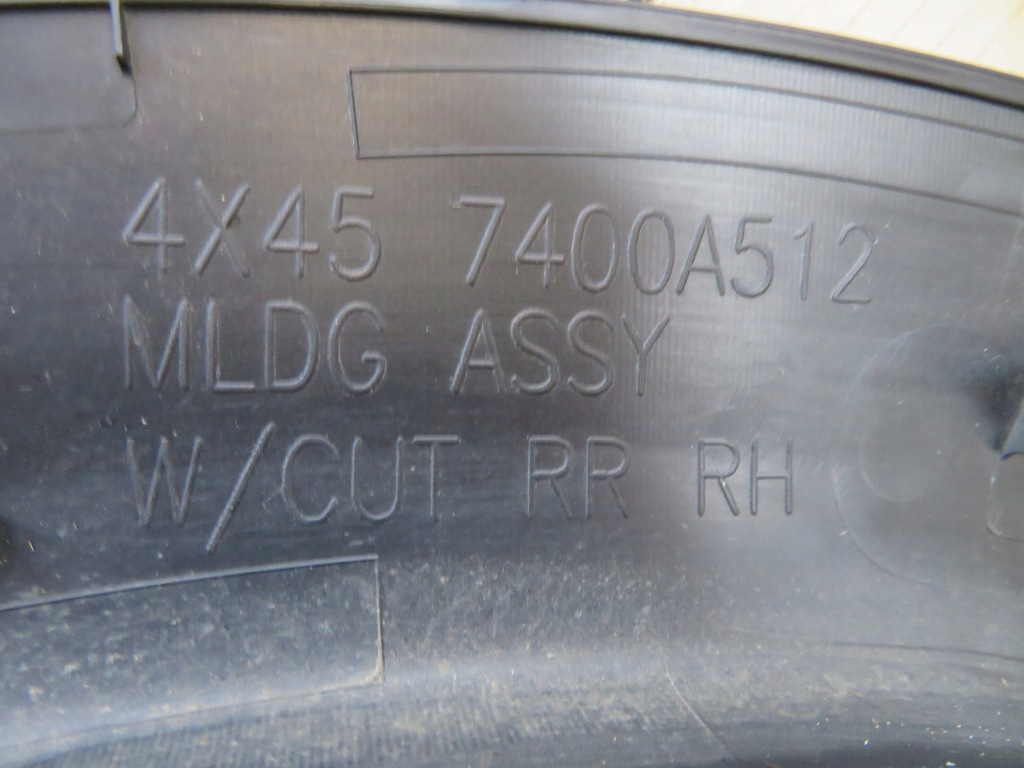 4X45 7400A512
MLDG ASSY
W/CUT RR RH